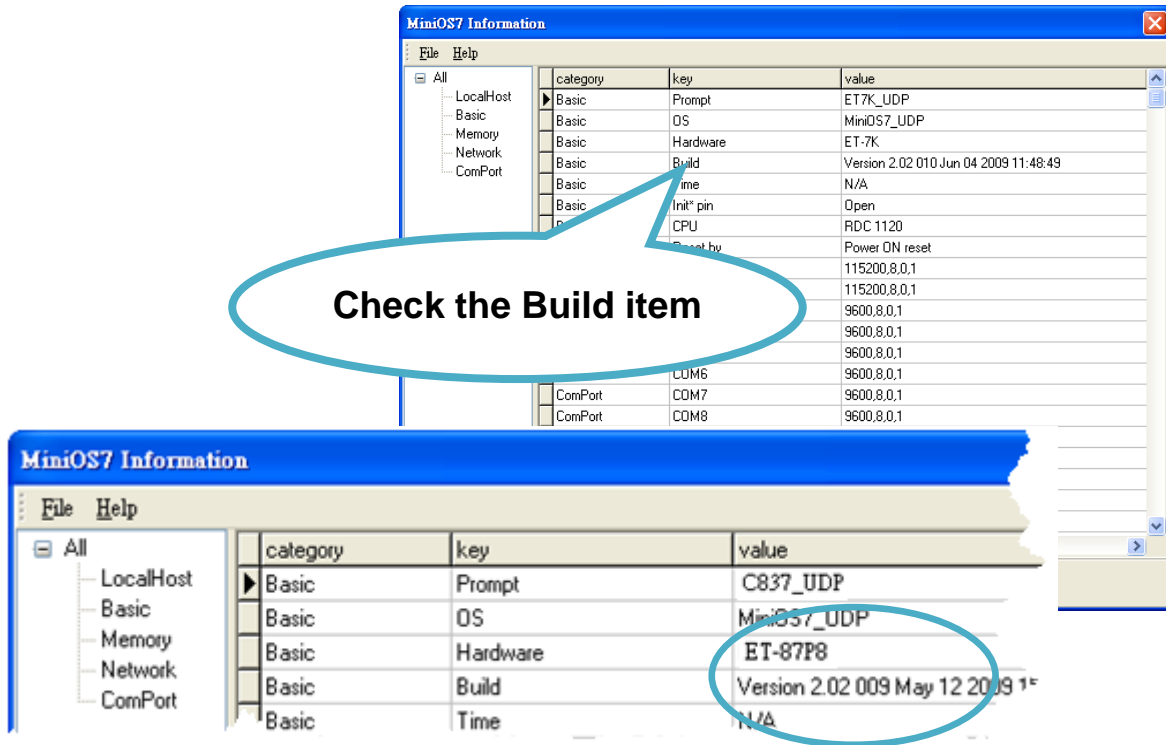 MiniOS7 Information
File Help
All
LocalHost
Basic
Memory
Network
ComPort
category key value
Basic Prompt ET7K_UDP
Basic OS MiniOS7_UDP
Basic Hardware ET-7K
Basic Build Version 2.02 010 Jun 04 2009 11:48:49
Basic Time N/A
Basic Init* pin Open
CPU RDC 1120
Reset by Power ON reset
115200,8,0,1
115200,8,0,1
9600,8,0,1
9600,8,0,1
9600,8,0,1
COM6 9600,8,0,1
ComPort COM7 9600,8,0,1
ComPort COM8 9600,8,0,1
Check the Build item
MiniOS7 Information
File Help
All
LocalHost
Basic
Memory
Network
ComPort
category key value
Basic Prompt C837_UDP
Basic OS MiniOS7_UDP
Basic Hardware ET-87P8
Basic Build Version 2.02 009 May 12 2009
Basic Time N/A